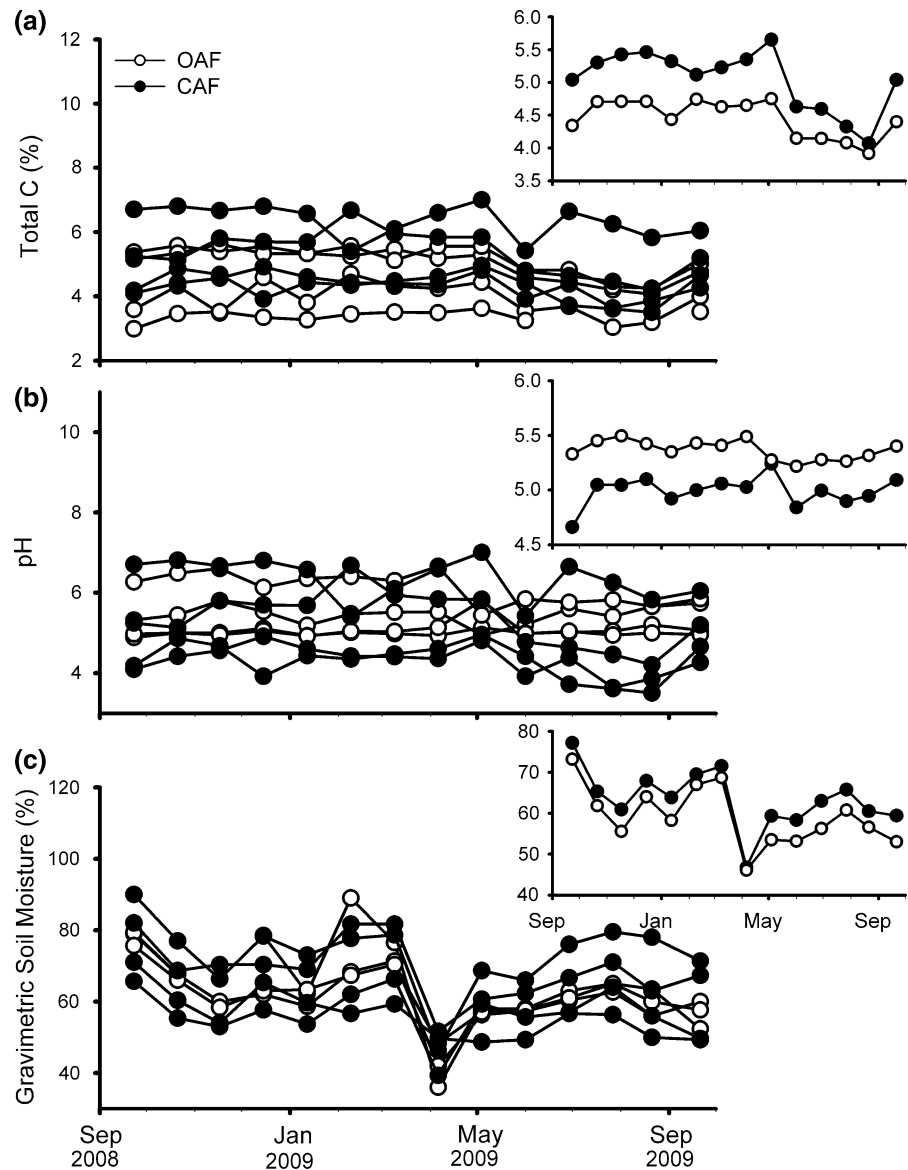 (a)
12
10
8
6
4
2
Total C (%)
OAF
CAF
6.0
5.5
5.0
4.5
4.0
3.5
(b)
10
8
6
4
pH
6.0
5.5
5.0
4.5
(c)
120
100
80
60
40
Gravimetric Soil Moisture (%)
80
70
60
50
40
Sep Jan May Sep
Sep Jan May Sep
2008 2009 2009 2009